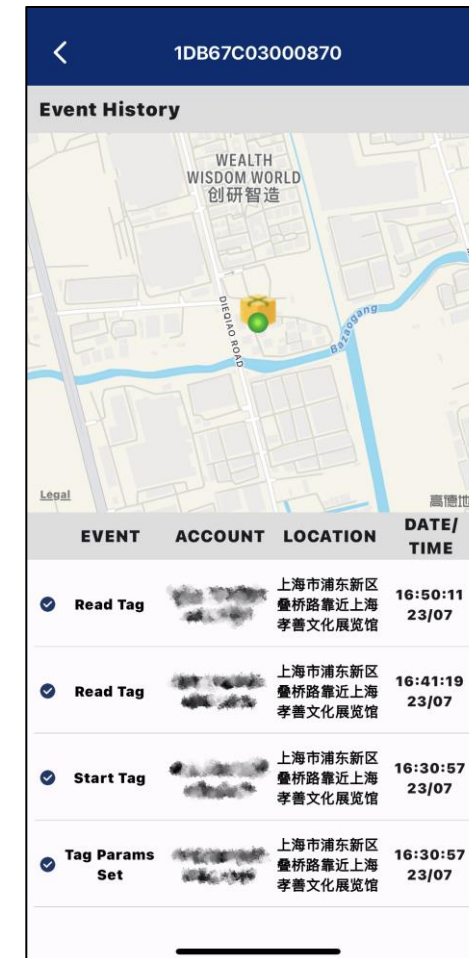 1DB67C03000870
Event History
WEALTH
WISDOM WORLD
创研智造
DIEQIAO ROAD
Bazaogang
Legal
高德地
EVENT ACCOUNT LOCATION DATE/
TIME
Read Tag
上海市浦东新区
叠桥路靠近上海
孝善文化展览馆
16:50:11
23/07
Read Tag
上海市浦东新区
叠桥路靠近上海
孝善文化展览馆
16:41:19
23/07
Start Tag
上海市浦东新区
叠桥路靠近上海
孝善文化展览馆
16:30:57
23/07
Tag Params
Set
上海市浦东新区
叠桥路靠近上海
孝善文化展览馆
16:30:57
23/07